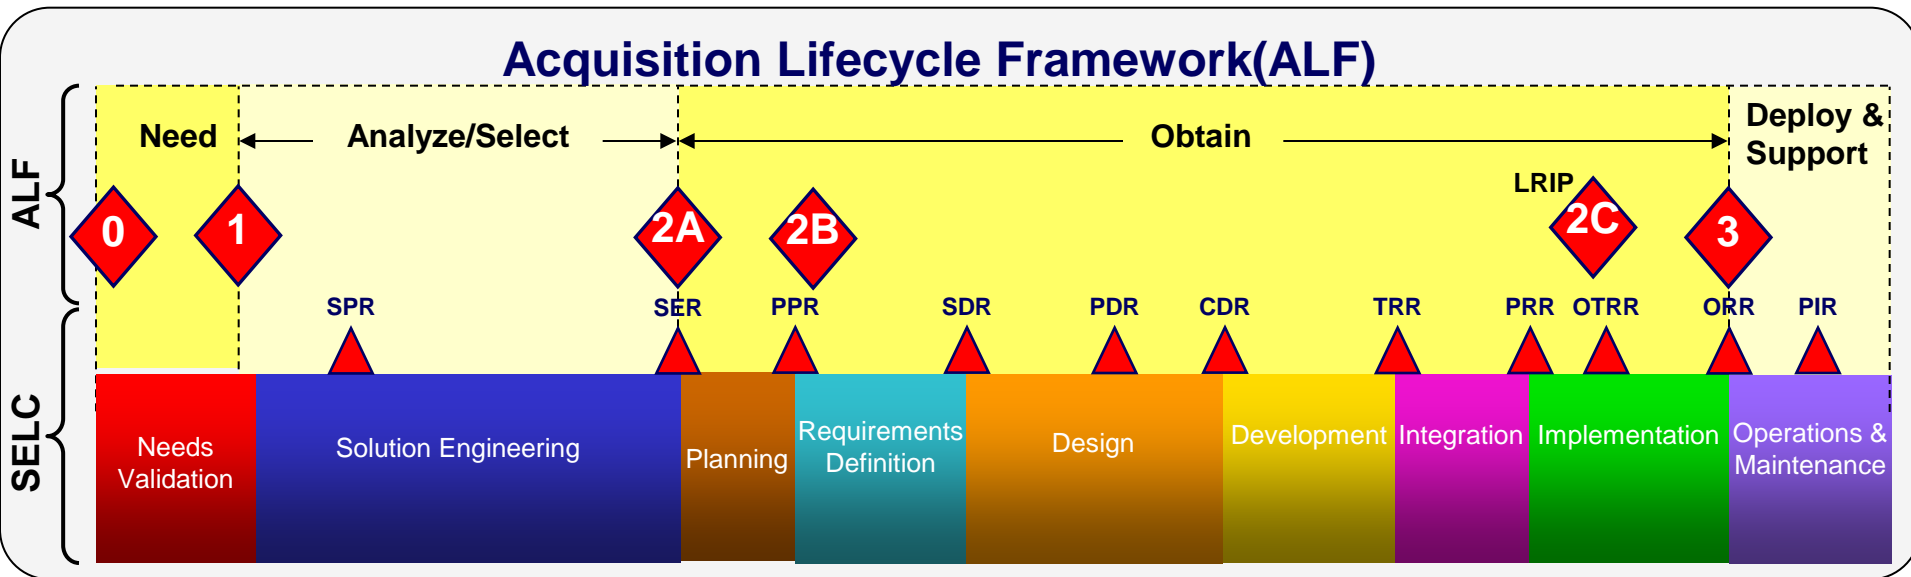 Acquisition Lifecycle Framework(ALF)
ALF
Need
Analyze/Select
Obtain
Deploy &
Support
LRIP
0
1
2A
2B
2C
3
SPR
SER
PPR
SDR
PDR
CDR
TRR
PRR
OTRR
ORR
PIR
SELC
Needs
Validation
Solution Engineering
Planning
Requirements
Definition
Design
Development
Integration
Implementation
Operations &
Maintenance